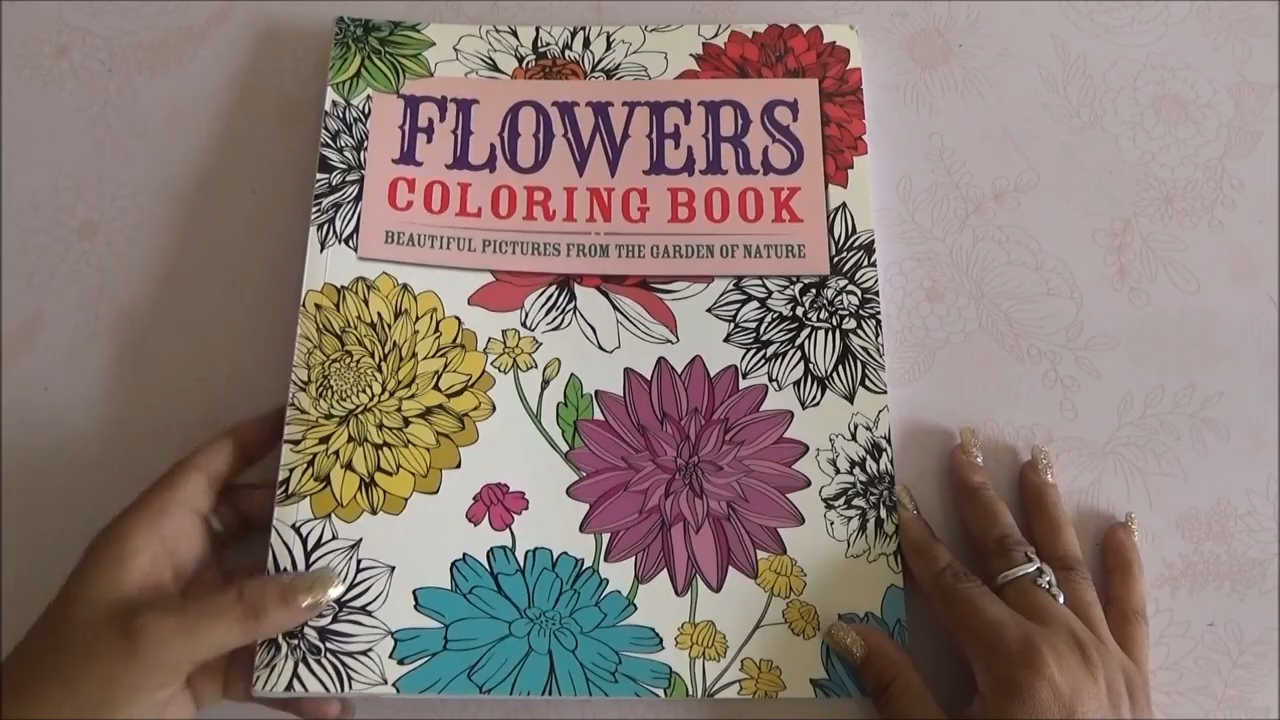 FLOWERS
COLORING BOOK
BEAUTIFUL PICTURES FROM THE GARDEN OF NATURE